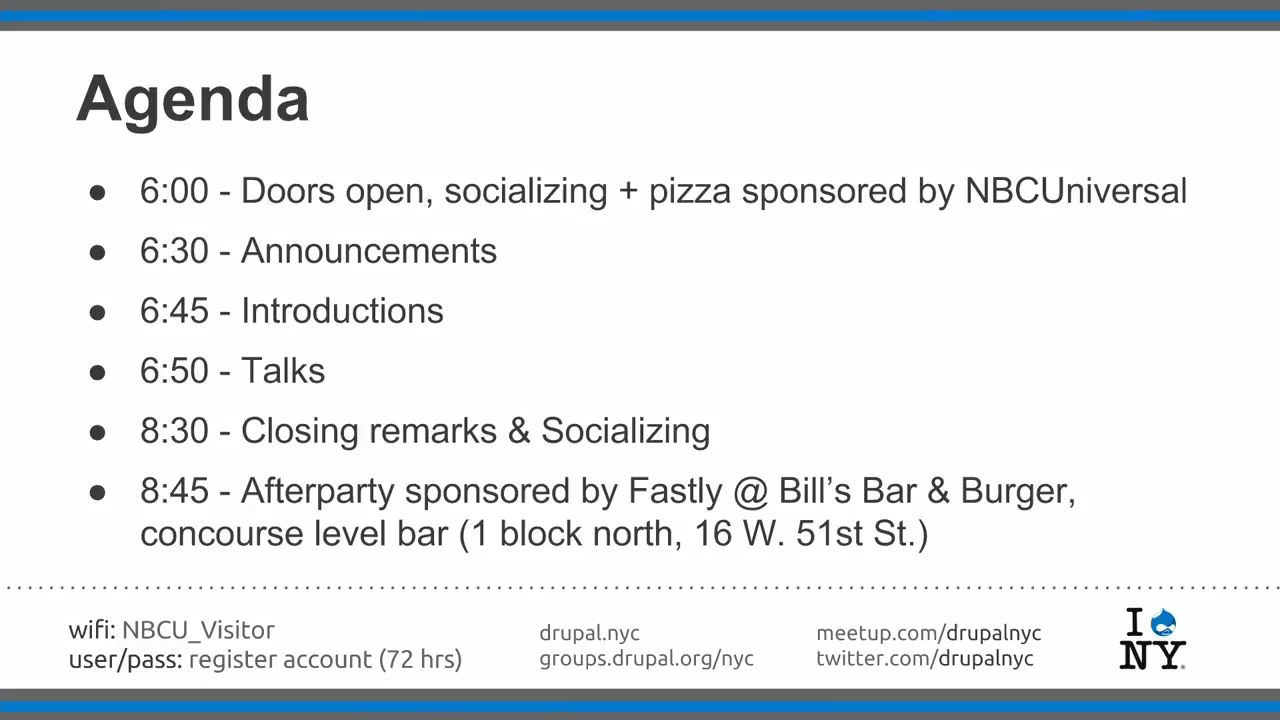 Agenda
● 6:00 - Doors open, socializing + pizza sponsored by NBCUniversal
● 6:30 - Announcements
● 6:45 - Introductions
● 6:50 - Talks
● 8:30 - Closing remarks & Socializing
● 8:45 - Afterparty sponsored by Fastly @ Bill’s Bar & Burger,
concourse level bar (1 block north, 16 W. 51st St.)
wifi: NBCU_Visitor
user/pass: register account (72 hrs)
drupal.nyc
groups.drupal.org/nyc
meetup.com/drupalnyc
twitter.com/drupalnyc
I
NY®